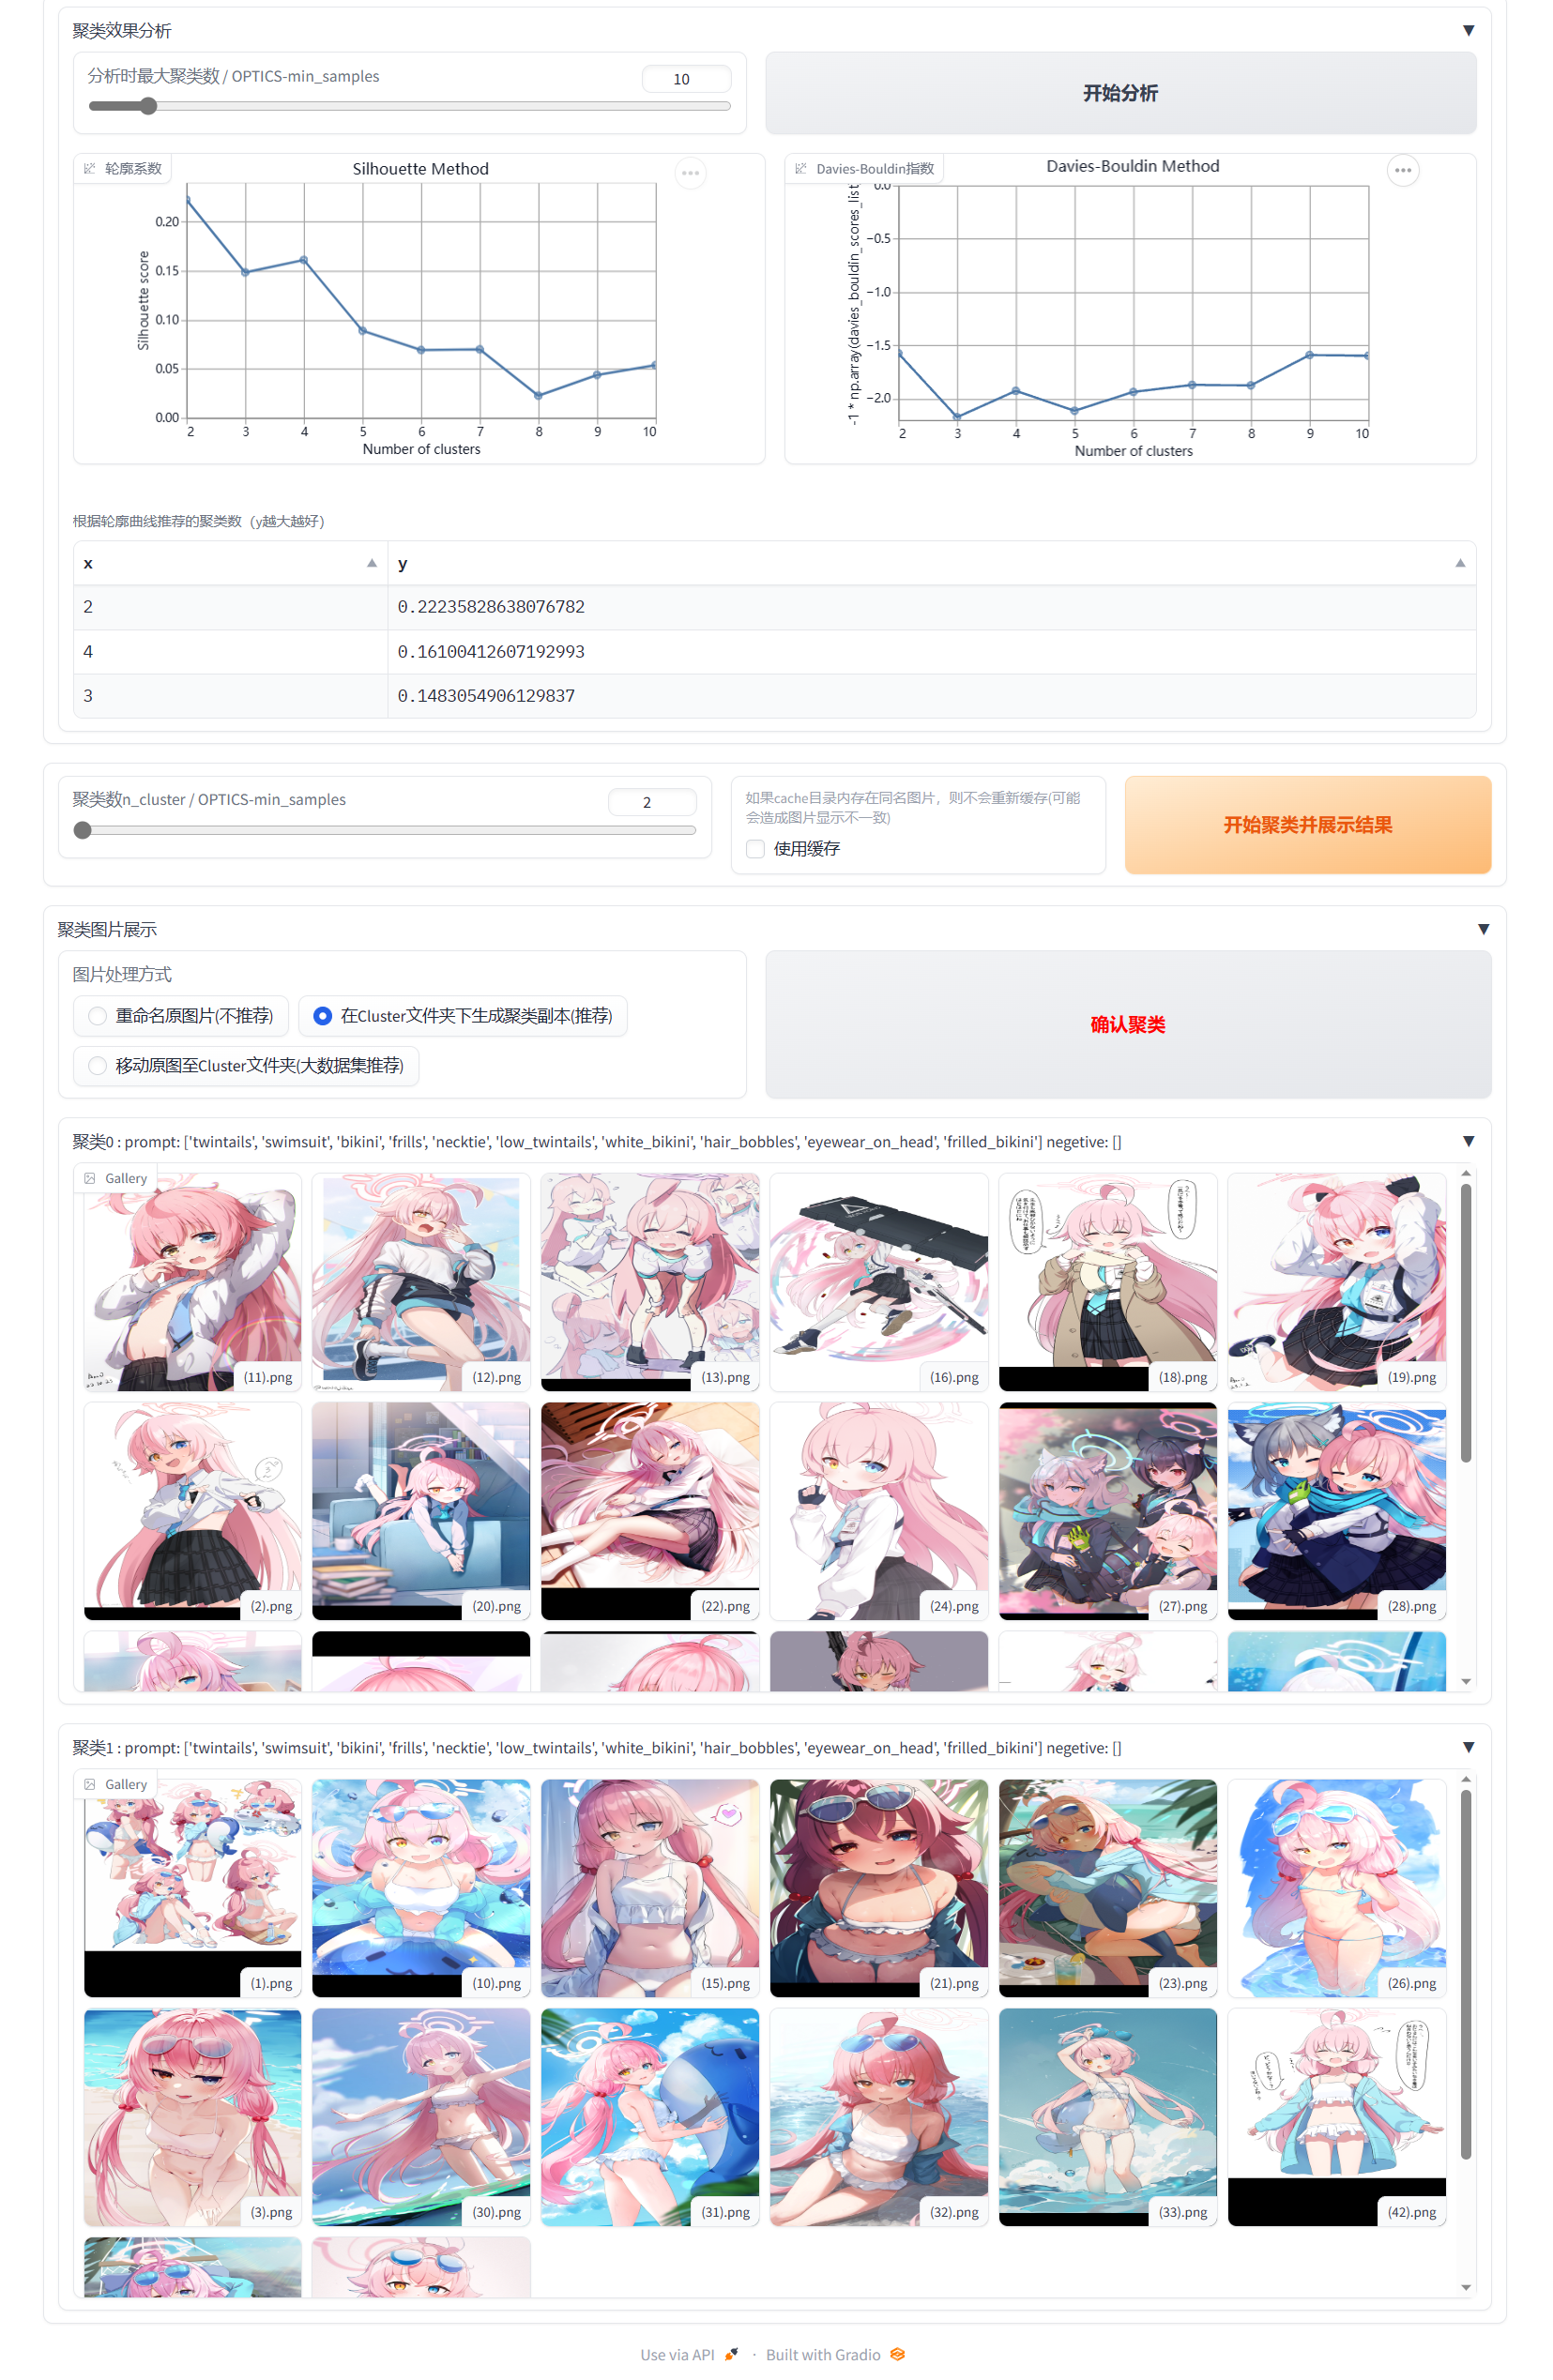 聚类效果分析
▼
分析时最大聚类数 / OPTICS-min_samples
10
开始分析
轮廓系数
Silhouette Method
Silhouette score
0.20
0.15
0.10
0.05
0.00
2 3 4 5 6 7 8 9 10
Number of clusters
Davies-Bouldin指数
Davies-Bouldin Method
-1 * np.array(davies_bouldin_scores_list
0.0
−0.5
−1.0
−1.5
−2.0
2 3 4 5 6 7 8 9 10
Number of clusters
根据轮廓曲线推荐的聚类数（y越大越好）
x y
2 0.22235828638076782
4 0.16100412607192993
3 0.1483054906129837
聚类数n_cluster / OPTICS-min_samples
2
如果cache目录内存在同名图片，则不会重新缓存(可能
会造成图片显示不一致)
使用缓存
开始聚类并展示结果
聚类图片展示
▼
图片处理方式
重命名原图片(不推荐)
在Cluster文件夹下生成聚类副本(推荐)
移动原图至Cluster文件夹(大数据集推荐)
确认聚类
聚类0 : prompt: ['twintails', 'swimsuit', 'bikini', 'frills', 'necktie', 'low_twintails', 'white_bikini', 'hair_bobbles', 'eyewear_on_head', 'frilled_bikini'] negetive: []
▼
Gallery
(11).png
(12).png
(13).png
(16).png
(18).png
(19).png
(2).png
(20).png
(22).png
(24).png
(27).png
(28).png
聚类1 : prompt: ['twintails', 'swimsuit', 'bikini', 'frills', 'necktie', 'low_twintails', 'white_bikini', 'hair_bobbles', 'eyewear_on_head', 'frilled_bikini'] negetive: []
▼
Gallery
(1).png
(10).png
(15).png
(21).png
(23).png
(26).png
(3).png
(30).png
(31).png
(32).png
(33).png
(42).png
Use via API · Built with Gradio